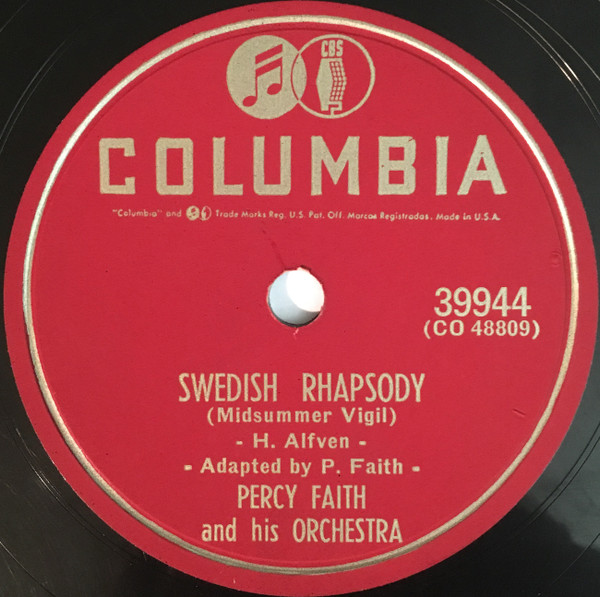 CBS
COLUMBIA
"Columbia" and Trade Marks Reg. U.S. Pat. Off. Marcas Registradas. Made in U.S.A.
39944
(CO 48809)
SWEDISH RHAPSODY
(Midsummer Vigil)
- H. Alfven -
- Adapted by P. Faith -
PERCY FAITH
and his ORCHESTRA